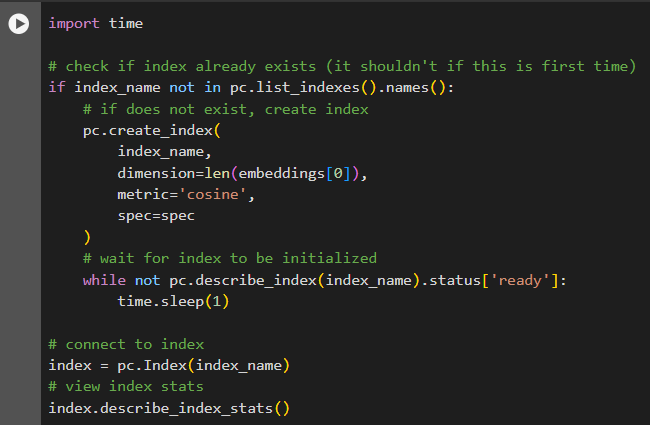 import time

# check if index already exists (it shouldn't if this is first time)
if index_name not in pc.list_indexes().names():
    # if does not exist, create index
    pc.create_index(
        index_name,
        dimension=len(embeddings[0]),
        metric='cosine',
        spec=spec
    )
    # wait for index to be initialized
    while not pc.describe_index(index_name).status['ready']:
        time.sleep(1)

# connect to index
index = pc.Index(index_name)
# view index stats
index.describe_index_stats()